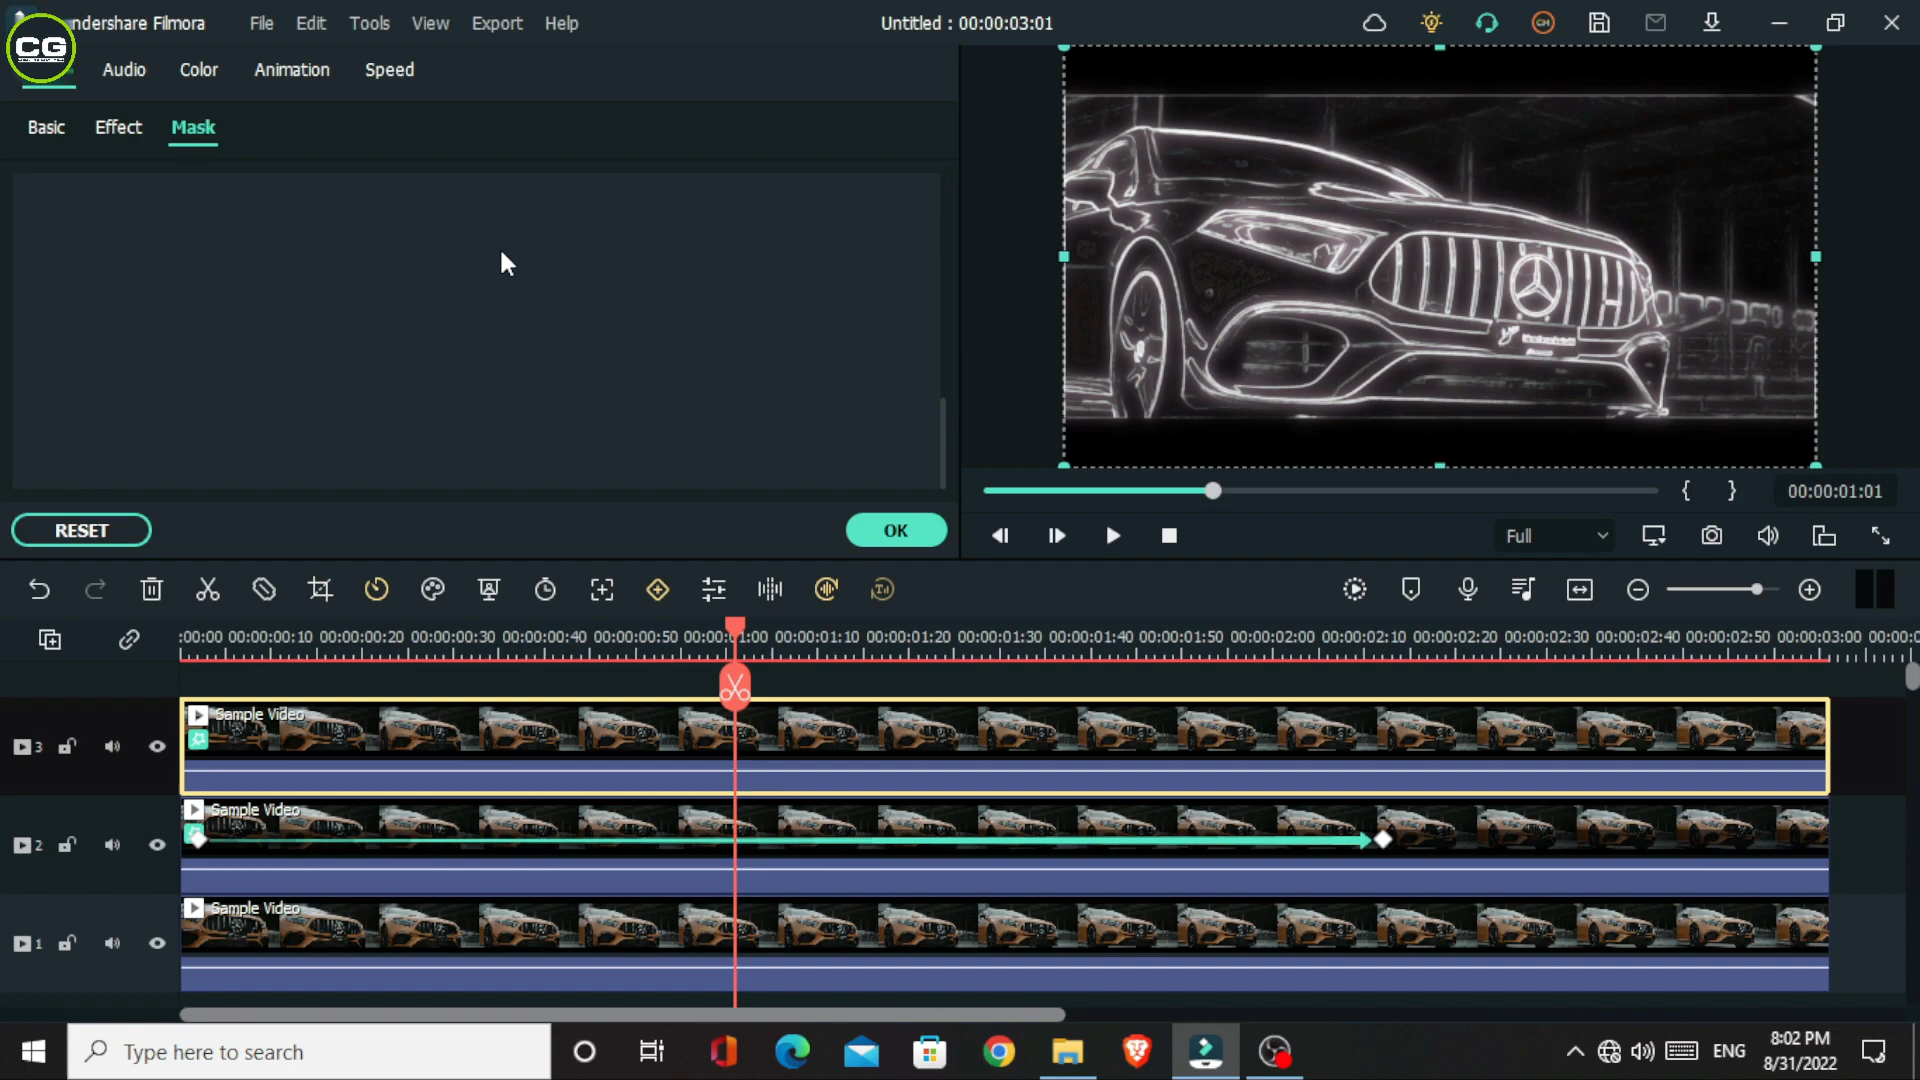 ndershare Filmora File Edit Tools View Export Help Untitled : 00:00:03:01
CG
Audio Color Animation Speed
Basic Effect Mask
RESET OK
00:00:01:01
Full
:00:00 00:00:00:10 00:00:00:20 00:00:00:30 00:00:00:40 00:00:00:50 00:00:01:00 00:00:01:10 00:00:01:20 00:00:01:30 00:00:01:40 00:00:01:50 00:00:02:00 00:00:02:10 00:00:02:20 00:00:02:30 00:00:02:40 00:00:02:50 00:00:03:00 00:00:0
Sample Video
3
Sample Video
2
Sample Video
1
Type here to search
ENG
8:02 PM
8/31/2022